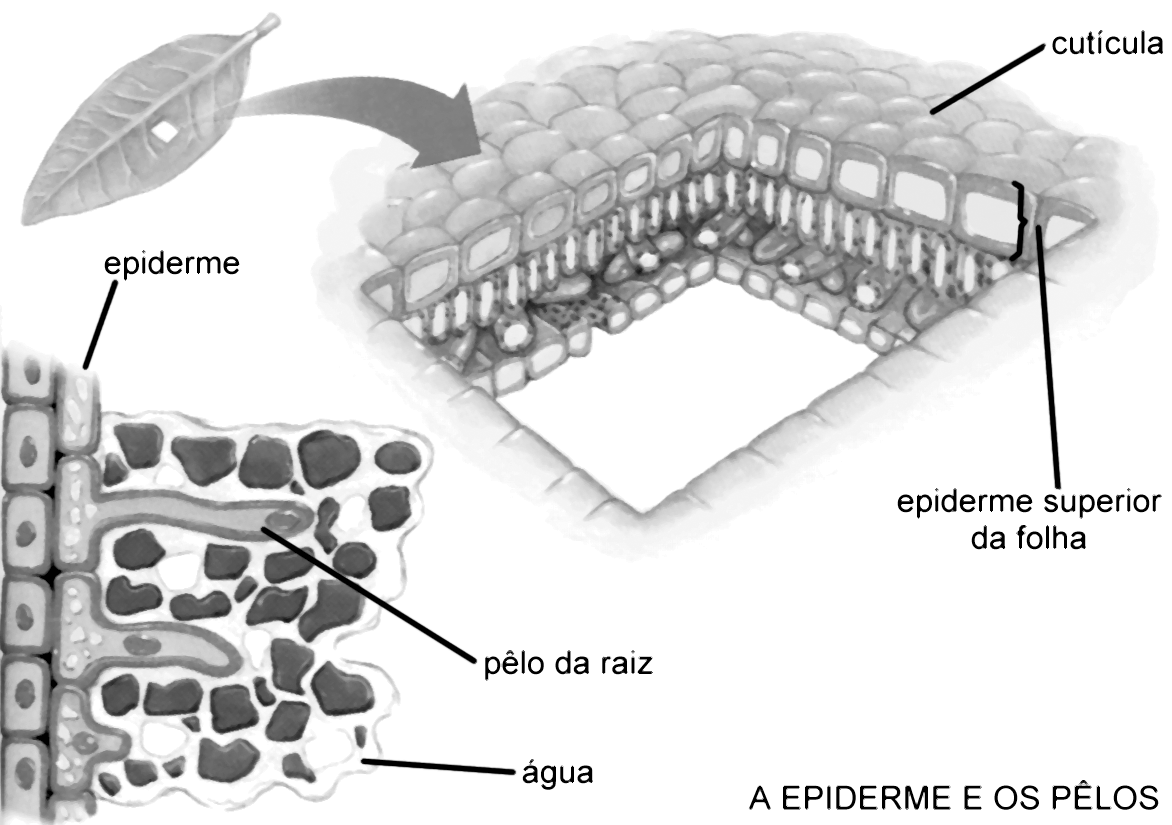 cutícula
epiderme
epiderme superior
da folha
pêlo da raiz
água
A EPIDERME E OS PÊLOS